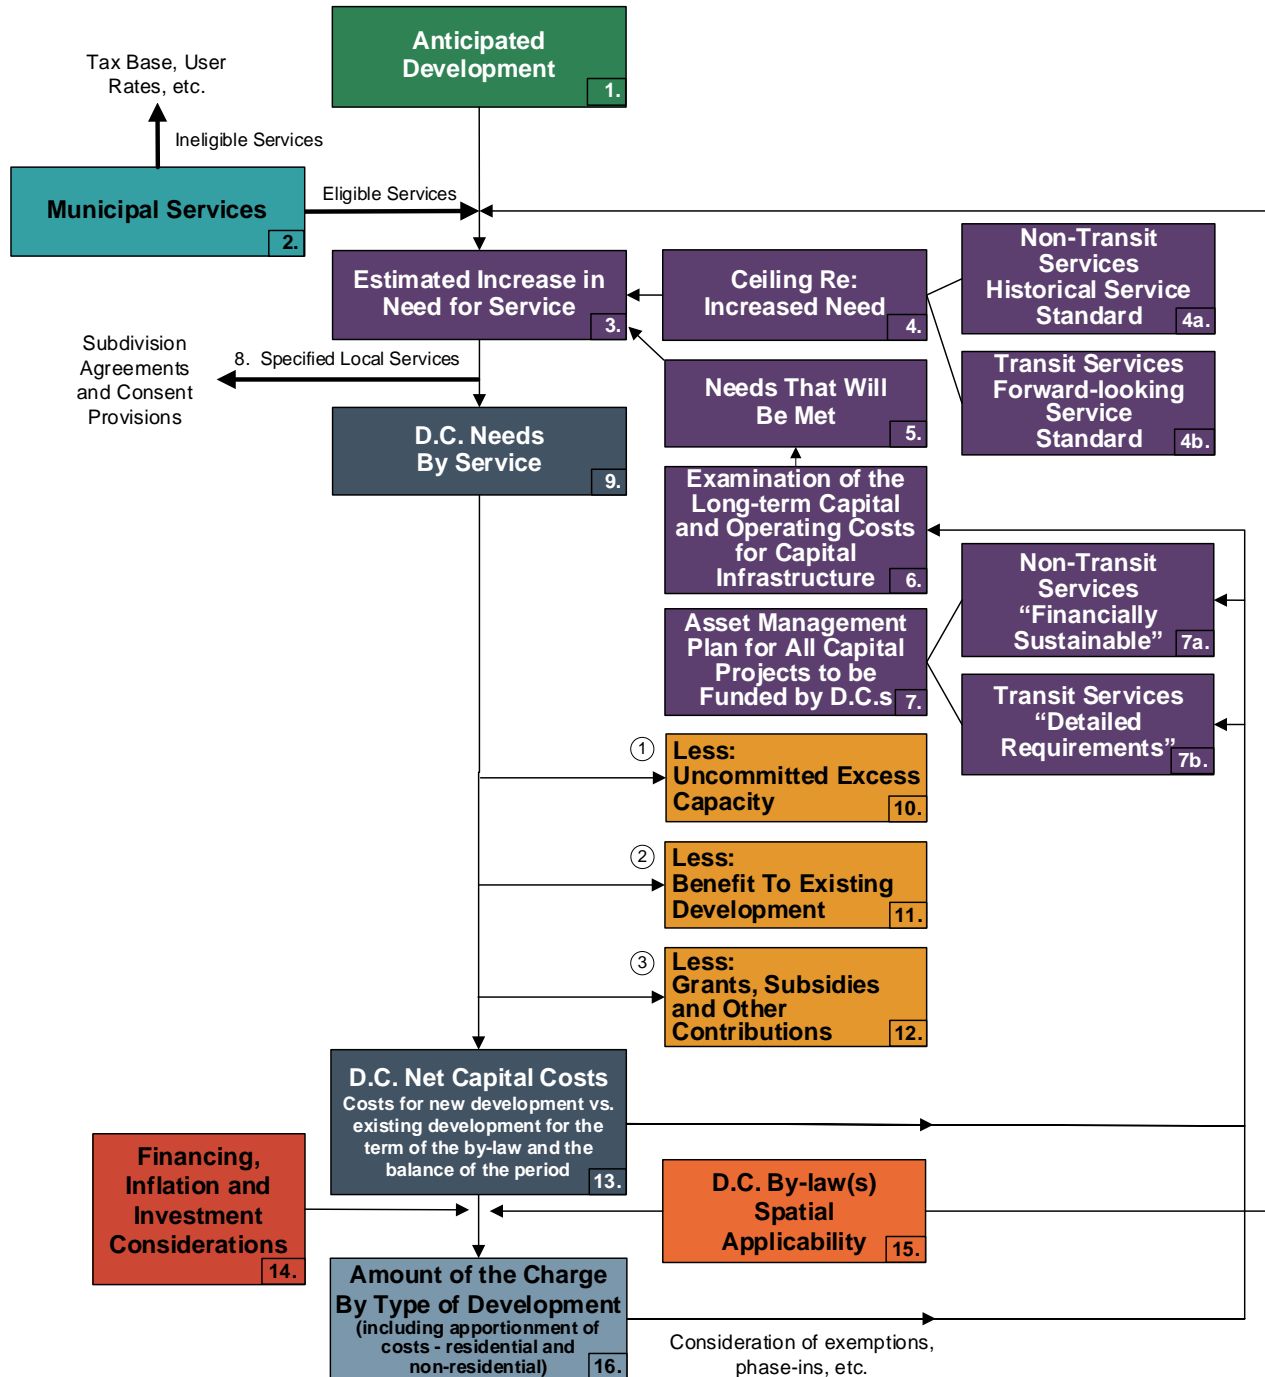 Anticipated
Development
1.
Tax Base, User
Rates, etc.
Ineligible Services
Municipal Services
2.
Eligible Services
Estimated Increase in
Need for Service
3.
Ceiling Re:
Increased Need
4.
Non-Transit
Services
Historical Service
Standard
4a.
Transit Services
Forward-looking
Service
Standard
4b.
8. Specified Local Services
Subdivision
Agreements
and Consent
Provisions
Needs That Will
Be Met
5.
D.C. Needs
By Service
9.
Examination of the
Long-term Capital
and Operating Costs
for Capital
Infrastructure
6.
Non-Transit
Services
“Financially
Sustainable”
7a.
Asset Management
Plan for All Capital
Projects to be
Funded by D.C.s
7.
Transit Services
“Detailed
Requirements”
7b.
1
Less:
Uncommitted Excess
Capacity
10.
2
Less:
Benefit To Existing
Development
11.
3
Less:
Grants, Subsidies
and Other
Contributions
12.
D.C. Net Capital Costs
Costs for new development vs.
existing development for the
term of the by-law and the
balance of the period
13.
Financing,
Inflation and
Investment
Considerations
14.
D.C. By-law(s)
Spatial
Applicability
15.
Amount of the Charge
By Type of Development
(including apportionment of
costs - residential and
non-residential)
16.
Consideration of exemptions,
phase-ins, etc.